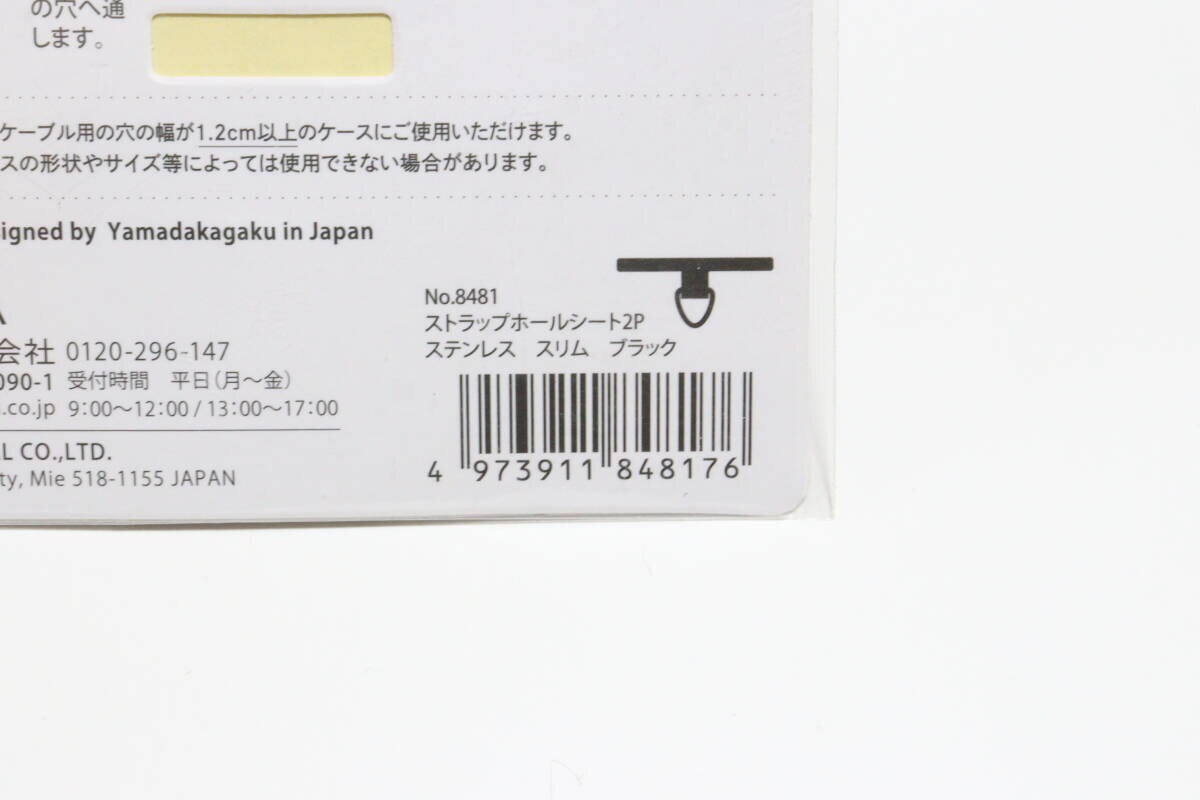 の穴へ通
します。
ケーブル用の穴の幅が1.2cm以上のケースにご使用いただけます。
スの形状やサイズ等によっては使用できない場合があります。
signed by Yamadakagaku in Japan
No.8481
ストラップホールシート2P
ステンレス スリム ブラック
会社 0120-296-147
090-1 受付時間 平日(月〜金)
.co.jp 9:00〜12:00 / 13:00〜17:00
L CO.,LTD.
ty, Mie 518-1155 JAPAN
4 973911 848176